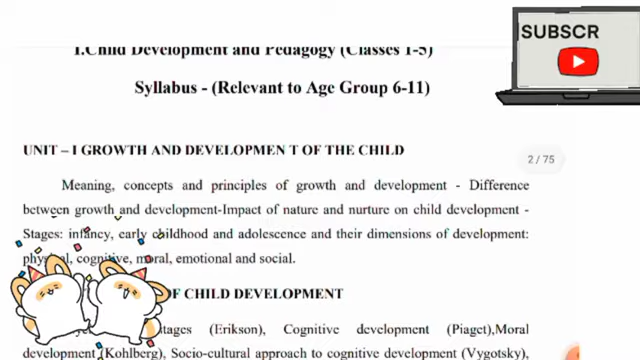 I.Child Development and Pedagogy (Classes 1-5)
SUBSCR
Syllabus - (Relevant to Age Group 6-11)
UNIT – I GROWTH AND DEVELOPMEN T OF THE CHILD
2 / 75
Meaning, concepts and principles of growth and development - Difference
between growth and development-Impact of nature and nurture on child development -
Stages: infancy, early childhood and adolescence and their dimensions of development:
physical, cognitive, moral, emotional and social.
OF CHILD DEVELOPMENT
tages (Erikson), Cognitive development (Piaget),Moral
development (Kohlberg), Socio-cultural approach to cognitive development (Vygotsky),